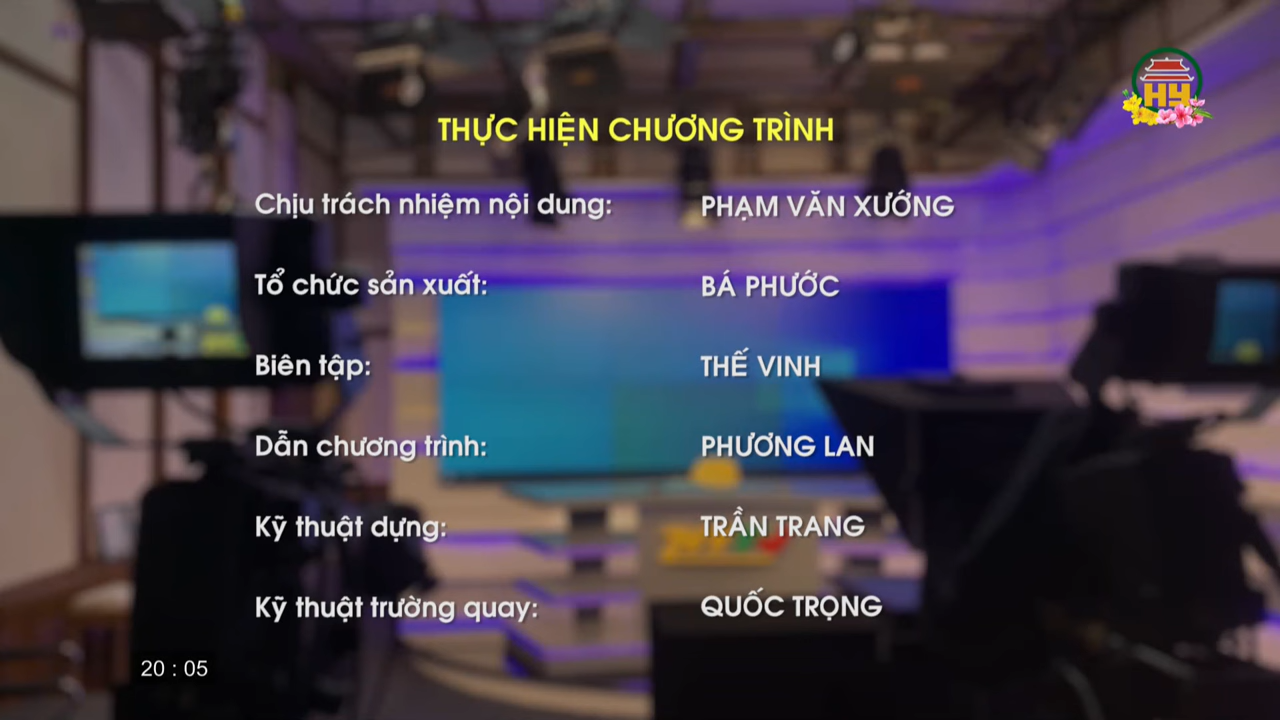 HY
THỰC HIỆN CHƯƠNG TRÌNH
Chịu trách nhiệm nội dung: PHẠM VĂN XƯỚNG
Tổ chức sản xuất: BÁ PHƯỚC
Biên tập: THẾ VINH
Dẫn chương trình: PHƯƠNG LAN
Kỹ thuật dựng: TRẦN TRANG
Kỹ thuật trường quay: QUỐC TRỌNG
20 : 05